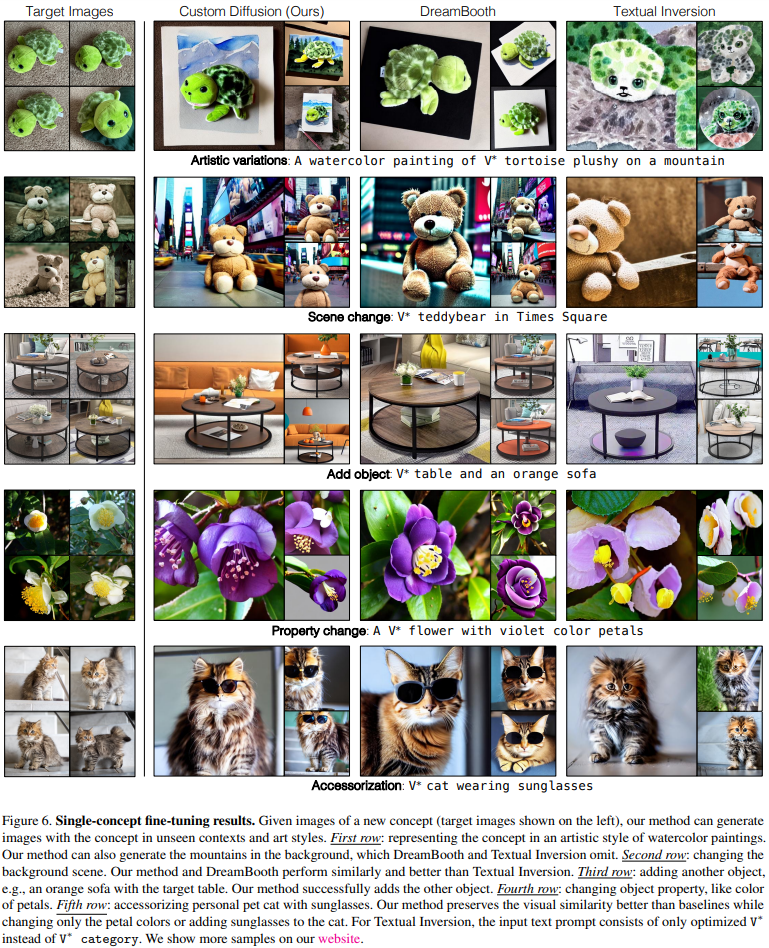 Target Images
Custom Diffusion (Ours)
DreamBooth
Textual Inversion
Artistic variations: A watercolor painting of V* tortoise plushy on a mountain
Scene change: V* teddybear in Times Square
Add object: V* table and an orange sofa
Property change: A V* flower with violet color petals
Accessorization: V* cat wearing sunglasses
Figure 6. Single-concept fine-tuning results. Given images of a new concept (target images shown on the left), our method can generate
images with the concept in unseen contexts and art styles. First row: representing the concept in an artistic style of watercolor paintings.
Our method can also generate the mountains in the background, which DreamBooth and Textual Inversion omit. Second row: changing the
background scene. Our method and DreamBooth perform similarly and better than Textual Inversion. Third row: adding another object,
e.g., an orange sofa with the target table. Our method successfully adds the other object. Fourth row: changing object property, like color
of petals. Fifth row: accessorizing personal pet cat with sunglasses. Our method preserves the visual similarity better than baselines while
changing only the petal colors or adding sunglasses to the cat. For Textual Inversion, the input text prompt consists of only optimized V*
instead of V* category. We show more samples on our website.